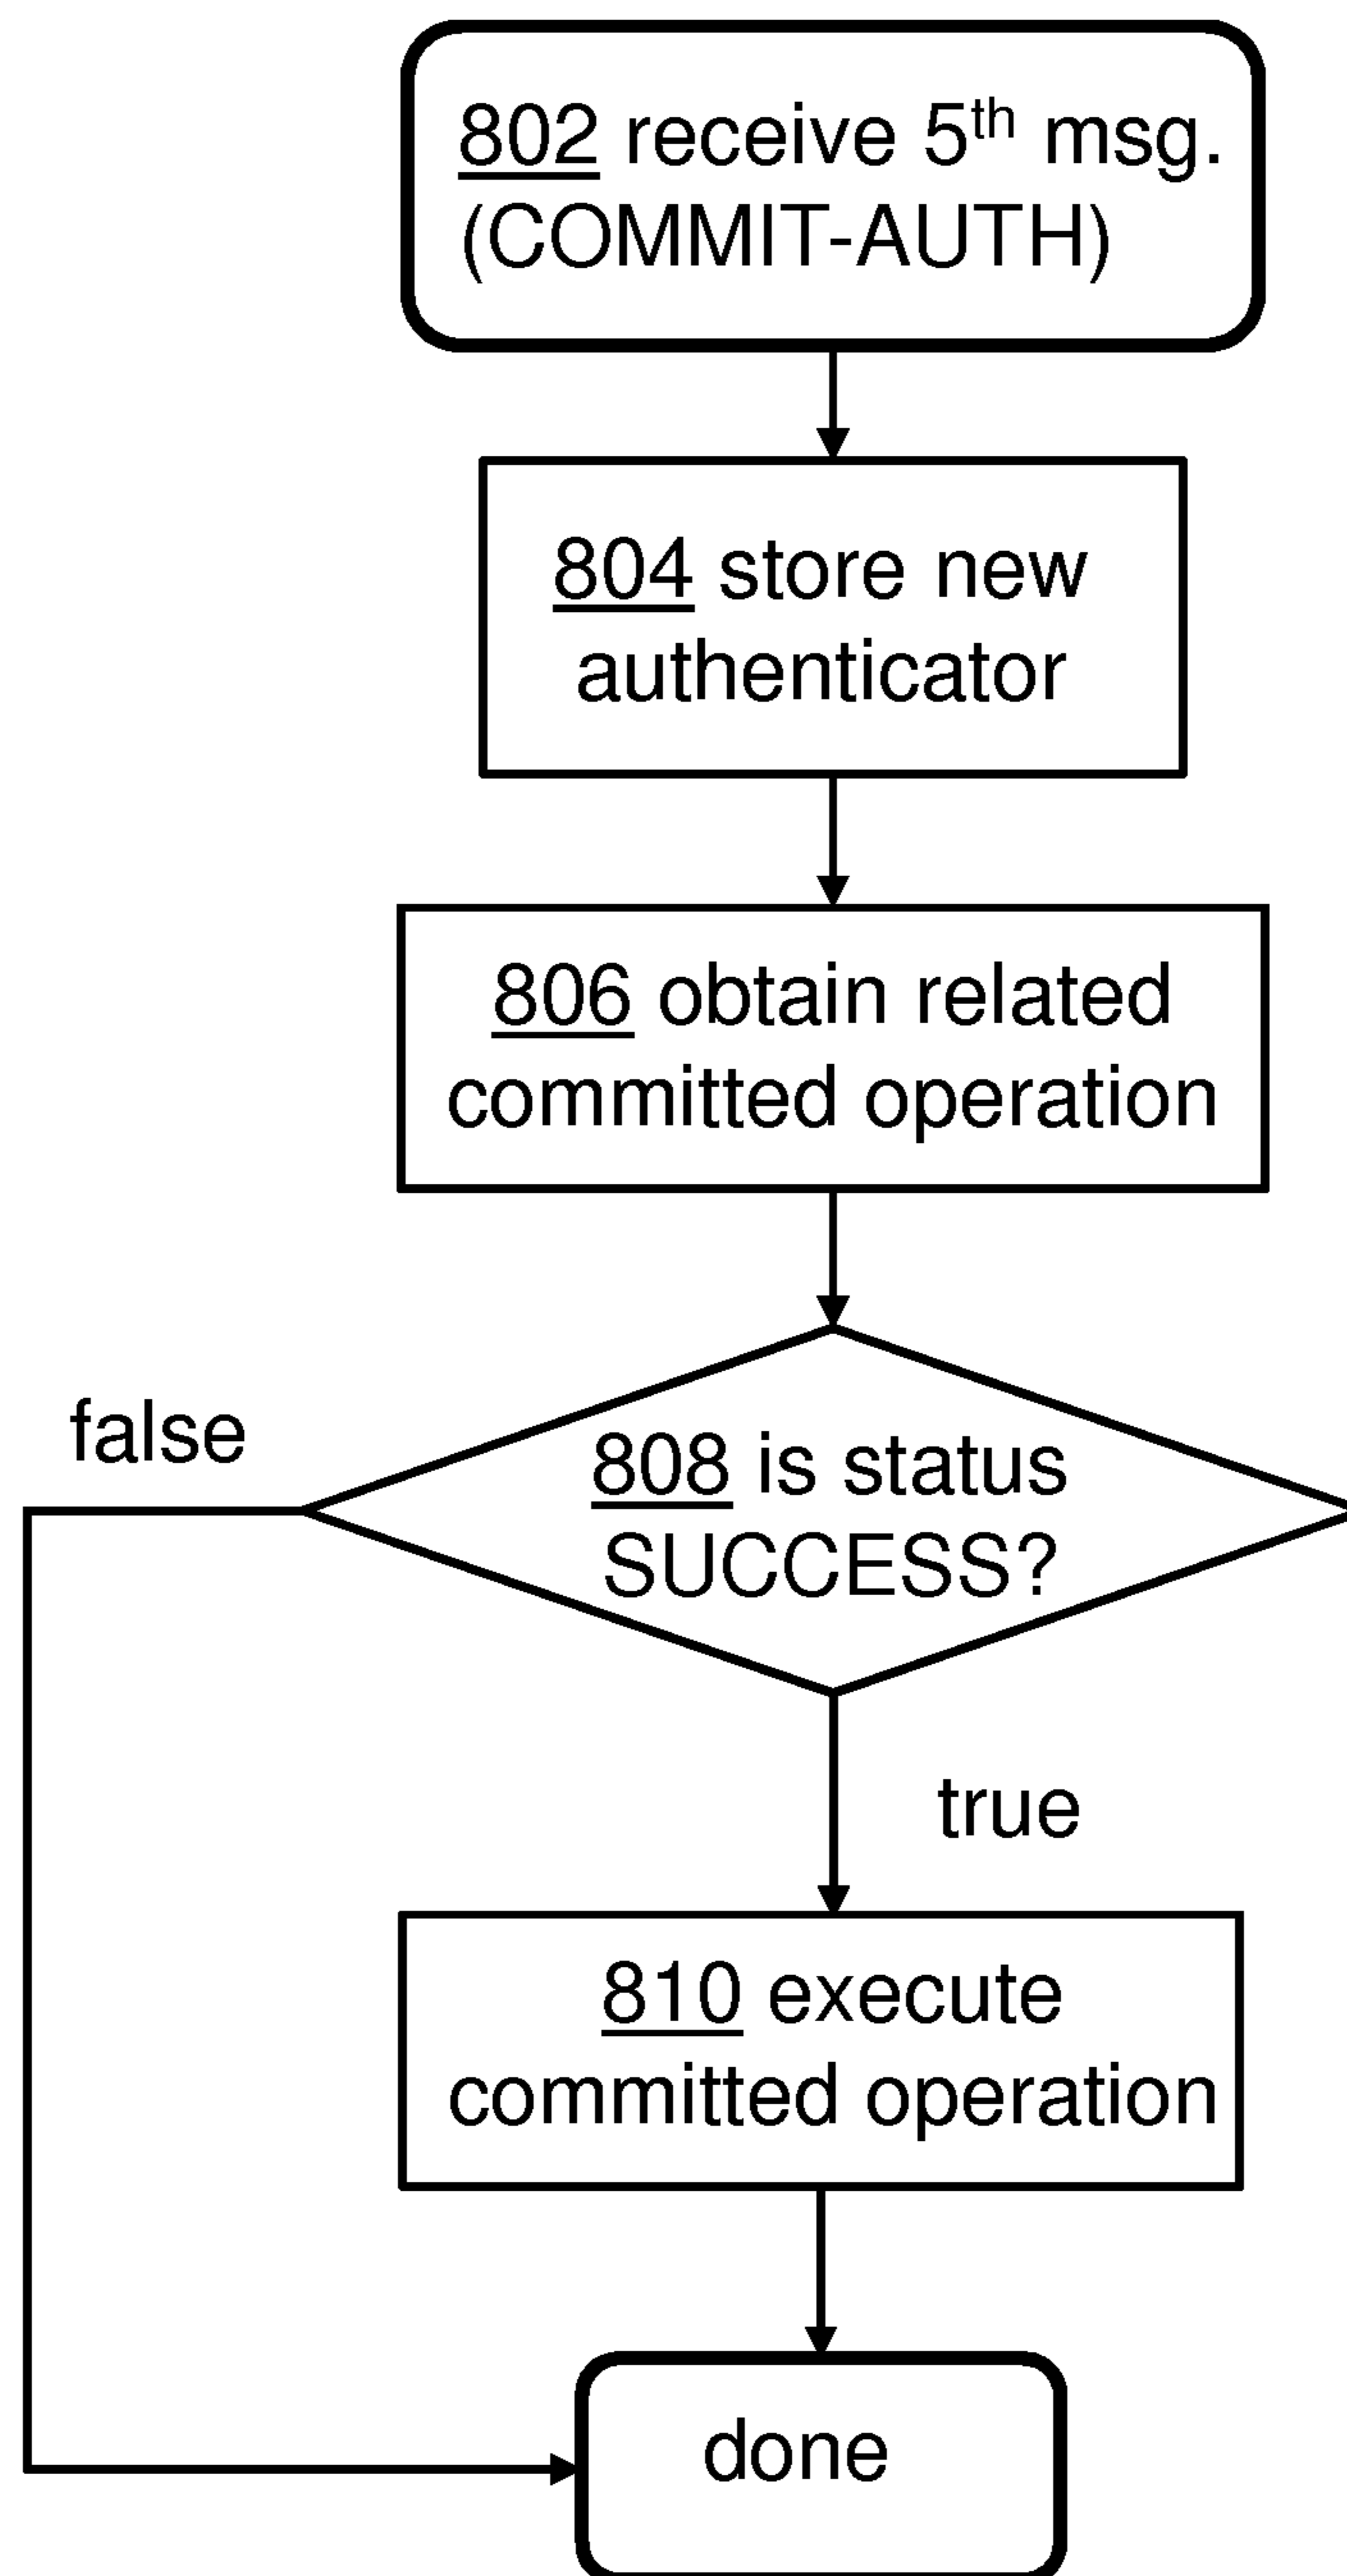 802 receive 5th msg.
(COMMIT-AUTH)
804 store new
authenticator
806 obtain related
committed operation
false
808 is status
SUCCESS?
true
810 execute
committed operation
done